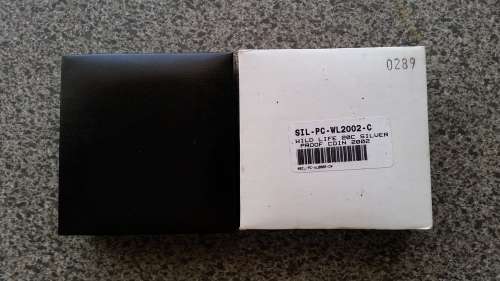 0289
SIL-PC-WL2002-C
WILD LIFE 20C SILVER
PROOF COIN 2002